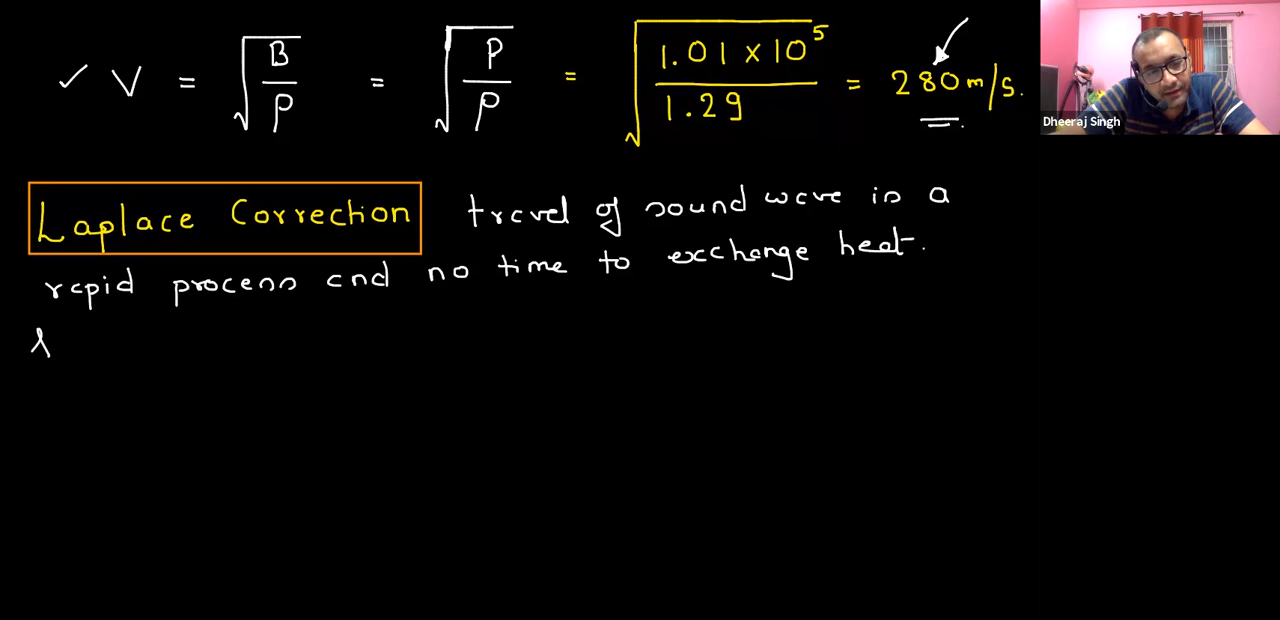 ✓ V = √(B/ρ) = √(P/ρ) = √(1.01 × 10⁵/1.29) = 280 m/s.
Dheeraj Singh
Laplace Correction travel of sound wave is a
rapid process and no time to exchange heat.